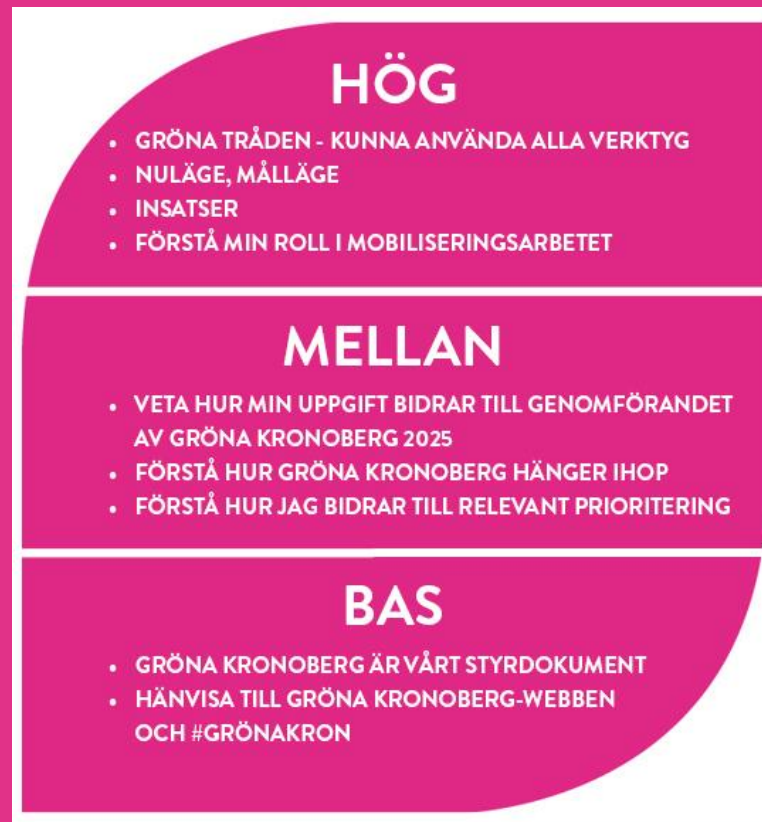 HÖG
• GRÖNA TRÅDEN - KUNNA ANVÄNDA ALLA VERKTYG
• NULÄGE, MÅLLÄGE
• INSATSER
• FÖRSTÅ MIN ROLL I MOBILISERINGSARBETET
MELLAN
• VETA HUR MIN UPPGIFT BIDRAR TILL GENOMFÖRANDET
AV GRÖNA KRONOBERG 2025
• FÖRSTÅ HUR GRÖNA KRONOBERG HÄNGER IHOP
• FÖRSTÅ HUR JAG BIDRAR TILL RELEVANT PRIORITERING
BAS
• GRÖNA KRONOBERG ÄR VÅRT STYRDOKUMENT
• HÄNVISA TILL GRÖNA KRONOBERG-WEBBEN
OCH #GRÖNAKRON